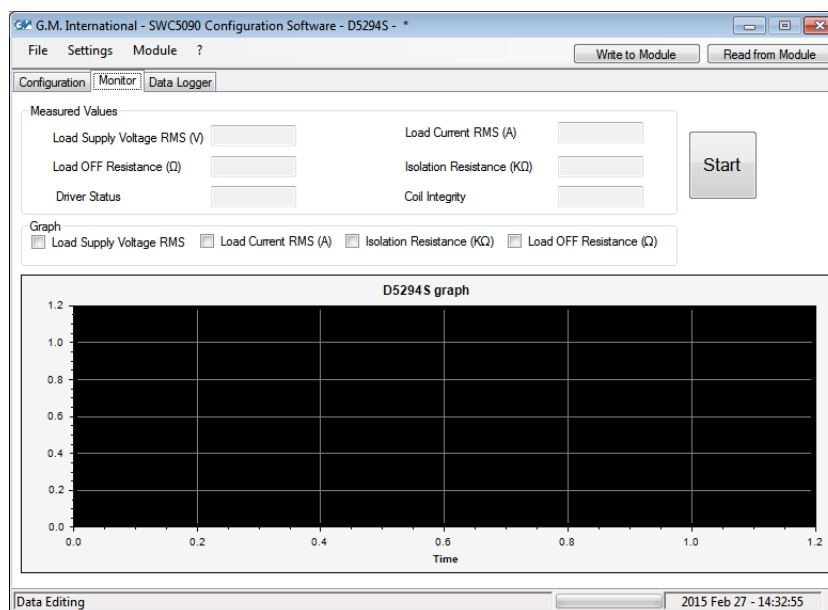 G.M. International - SWC5090 Configuration Software - D5294S - *
File Settings Module ? Write to Module Read from Module
Configuration Monitor Data Logger
Measured Values
Load Supply Voltage RMS (V) Load Current RMS (A)
Load OFF Resistance (Ω) Isolation Resistance (KΩ)
Driver Status Coil Integrity
Start
Graph
Load Supply Voltage RMS Load Current RMS (A) Isolation Resistance (KΩ) Load OFF Resistance (Ω)
D5294S graph
1.2
1.0
0.8
0.6
0.4
0.2
0.0
0.0 0.2 0.4 0.6 0.8 1.0 1.2
Time
Data Editing 2015 Feb 27 - 14:32:55